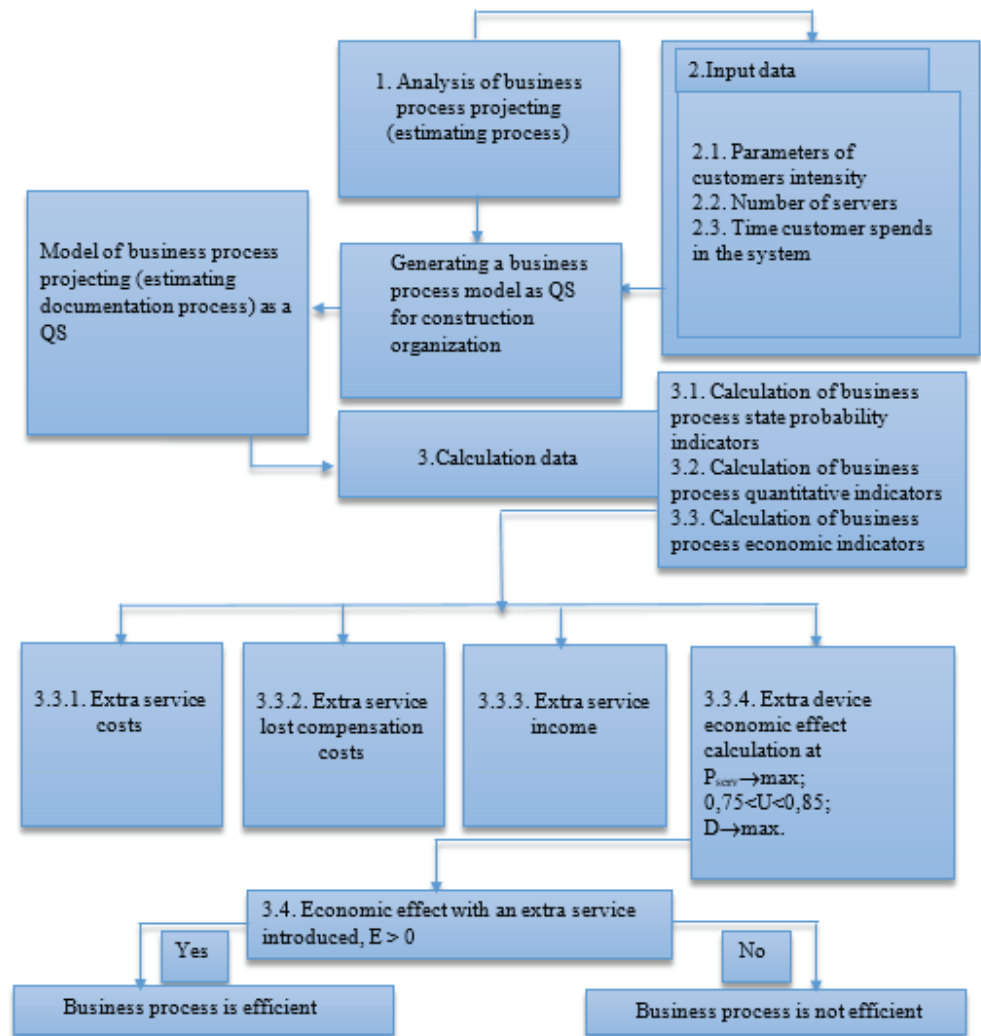 1. Analysis of business
process projecting
(estimating process)
2.Input data
2.1. Parameters of
customers intensity
2.2. Number of servers
2.3. Time customer spends
in the system
Model of business process
projecting (estimating
documentation process) as a
QS
Generating a business
process model as QS
for construction
organization
3.Calculation data
3.1. Calculation of business
process state probability
indicators
3.2. Calculation of business
process quantitative indicators
3.3. Calculation of business
process economic indicators
3.3.1. Extra service
costs
3.3.2. Extra service
lost compensation
costs
3.3.3. Extra service
income
3.3.4. Extra device
economic effect
calculation at
Pserv→max;
0,75<U<0,85;
D→max.
3.4. Economic effect with an extra service
introduced, E > 0
Yes
No
Business process is efficient
Business process is not efficient